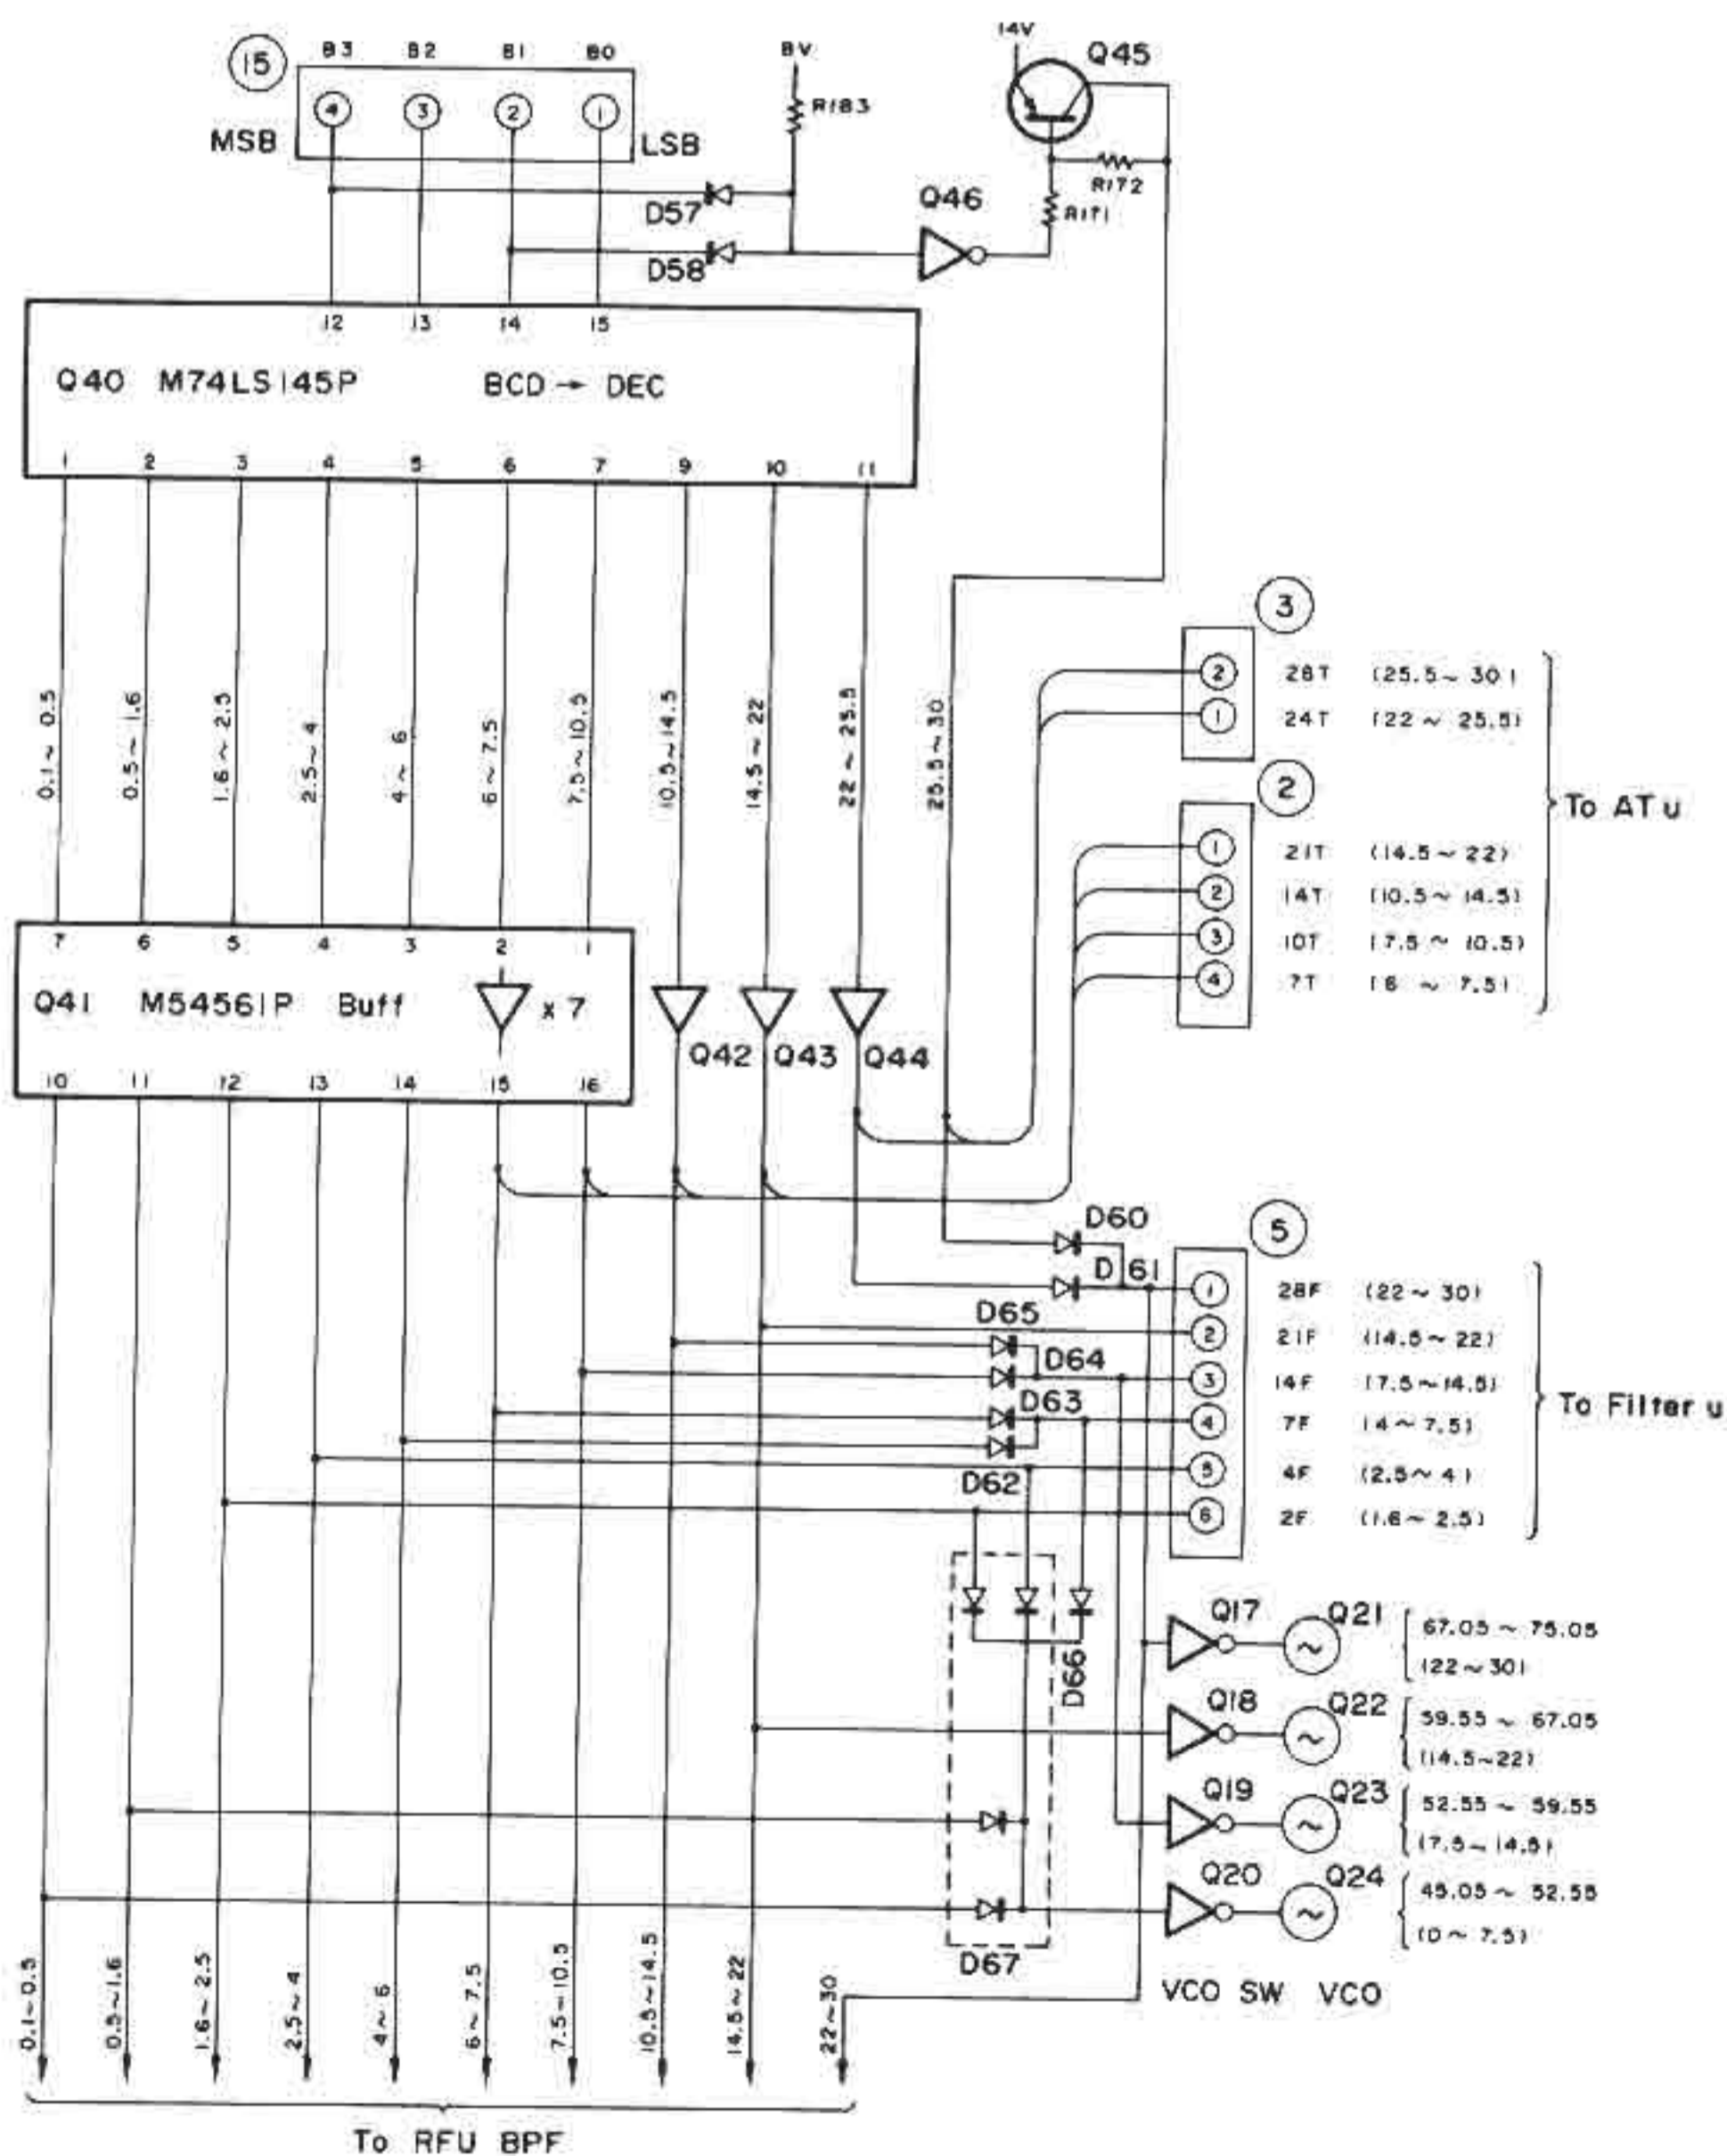 15
B3 B2 B1 B0
4 3 2 1
MSB LSB
8V
R183
14V
Q45
R172
R171
D57
D58
Q46
12 13 14 15
Q40 M74LS145P BCD → DEC
1 2 3 4 5 6 7 9 10 11
0.1~0.5
0.5~1.6
1.6~2.5
2.5~4
4~6
6~7.5
7.5~10.5
10.5~14.5
14.5~22
22~25.5
25.5~30
3
2 28T (25.5~30)
1 24T (22~25.5)
2
1 21T (14.5~22)
2 14T (10.5~14.5)
3 10T (7.5~10.5)
4 7T (6~7.5)
To ATu
7 6 5 4 3 2 1
Q41 M54561P Buff x 7
10 11 12 13 14 15 16
Q42 Q43 Q44
5
D60
D61
D65
D64
D63
D62
1 28F (22~30)
2 21F (14.5~22)
3 14F (7.5~14.5)
4 7F (4~7.5)
5 4F (2.5~4)
6 2F (1.6~2.5)
To Filter u
D66
D67
Q17 Q21 67.05~75.05
(22~30)
Q18 Q22 59.55~67.05
(14.5~22)
Q19 Q23 52.55~59.55
(7.5~14.5)
Q20 Q24 45.05~52.55
(0~7.5)
VCO SW VCO
0.1~0.5
0.5~1.6
1.6~2.5
2.5~4
4~6
6~7.5
7.5~10.5
10.5~14.5
14.5~22
22~30
To RFU BPF